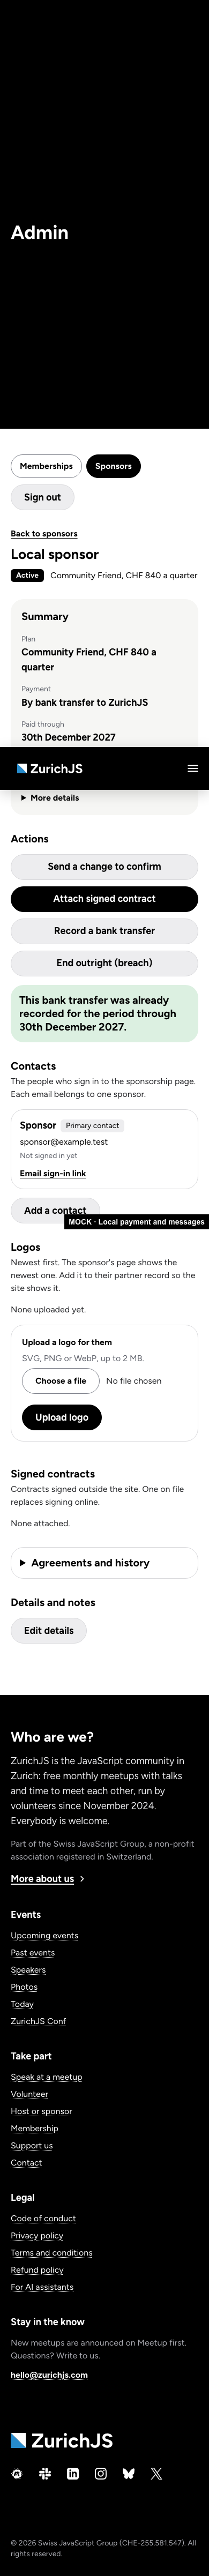 Admin
Memberships
Sponsors
Sign out
Back to sponsors
Local sponsor
Active
Community Friend, CHF 840 a quarter
Summary
Plan
Community Friend, CHF 840 a
quarter
Payment
By bank transfer to ZurichJS
Paid through
30th December 2027
ZurichJS
More details
Actions
Send a change to confirm
Attach signed contract
Record a bank transfer
End outright (breach)
This bank transfer was already
recorded for the period through
30th December 2027.
Contacts
The people who sign in to the sponsorship page.
Each email belongs to one sponsor.
Sponsor
Primary contact
sponsor@example.test
Not signed in yet
Email sign-in link
Add a contact
MOCK · Local payment and messages
Logos
Newest first. The sponsor's page shows the
newest one. Add it to their partner record so the
site shows it.
None uploaded yet.
Upload a logo for them
SVG, PNG or WebP, up to 2 MB.
Choose a file
No file chosen
Upload logo
Signed contracts
Contracts signed outside the site. One on file
replaces signing online.
None attached.
Agreements and history
Details and notes
Edit details
Who are we?
ZurichJS is the JavaScript community in
Zurich: free monthly meetups with talks
and time to meet each other, run by
volunteers since November 2024.
Everybody is welcome.
Part of the Swiss JavaScript Group, a non-profit
association registered in Switzerland.
More about us
Events
Upcoming events
Past events
Speakers
Photos
Today
ZurichJS Conf
Take part
Speak at a meetup
Volunteer
Host or sponsor
Membership
Support us
Contact
Legal
Code of conduct
Privacy policy
Terms and conditions
Refund policy
For AI assistants
Stay in the know
New meetups are announced on Meetup first.
Questions? Write to us.
hello@zurichjs.com
ZurichJS
© 2026 Swiss JavaScript Group (CHE-255.581.547). All
rights reserved.